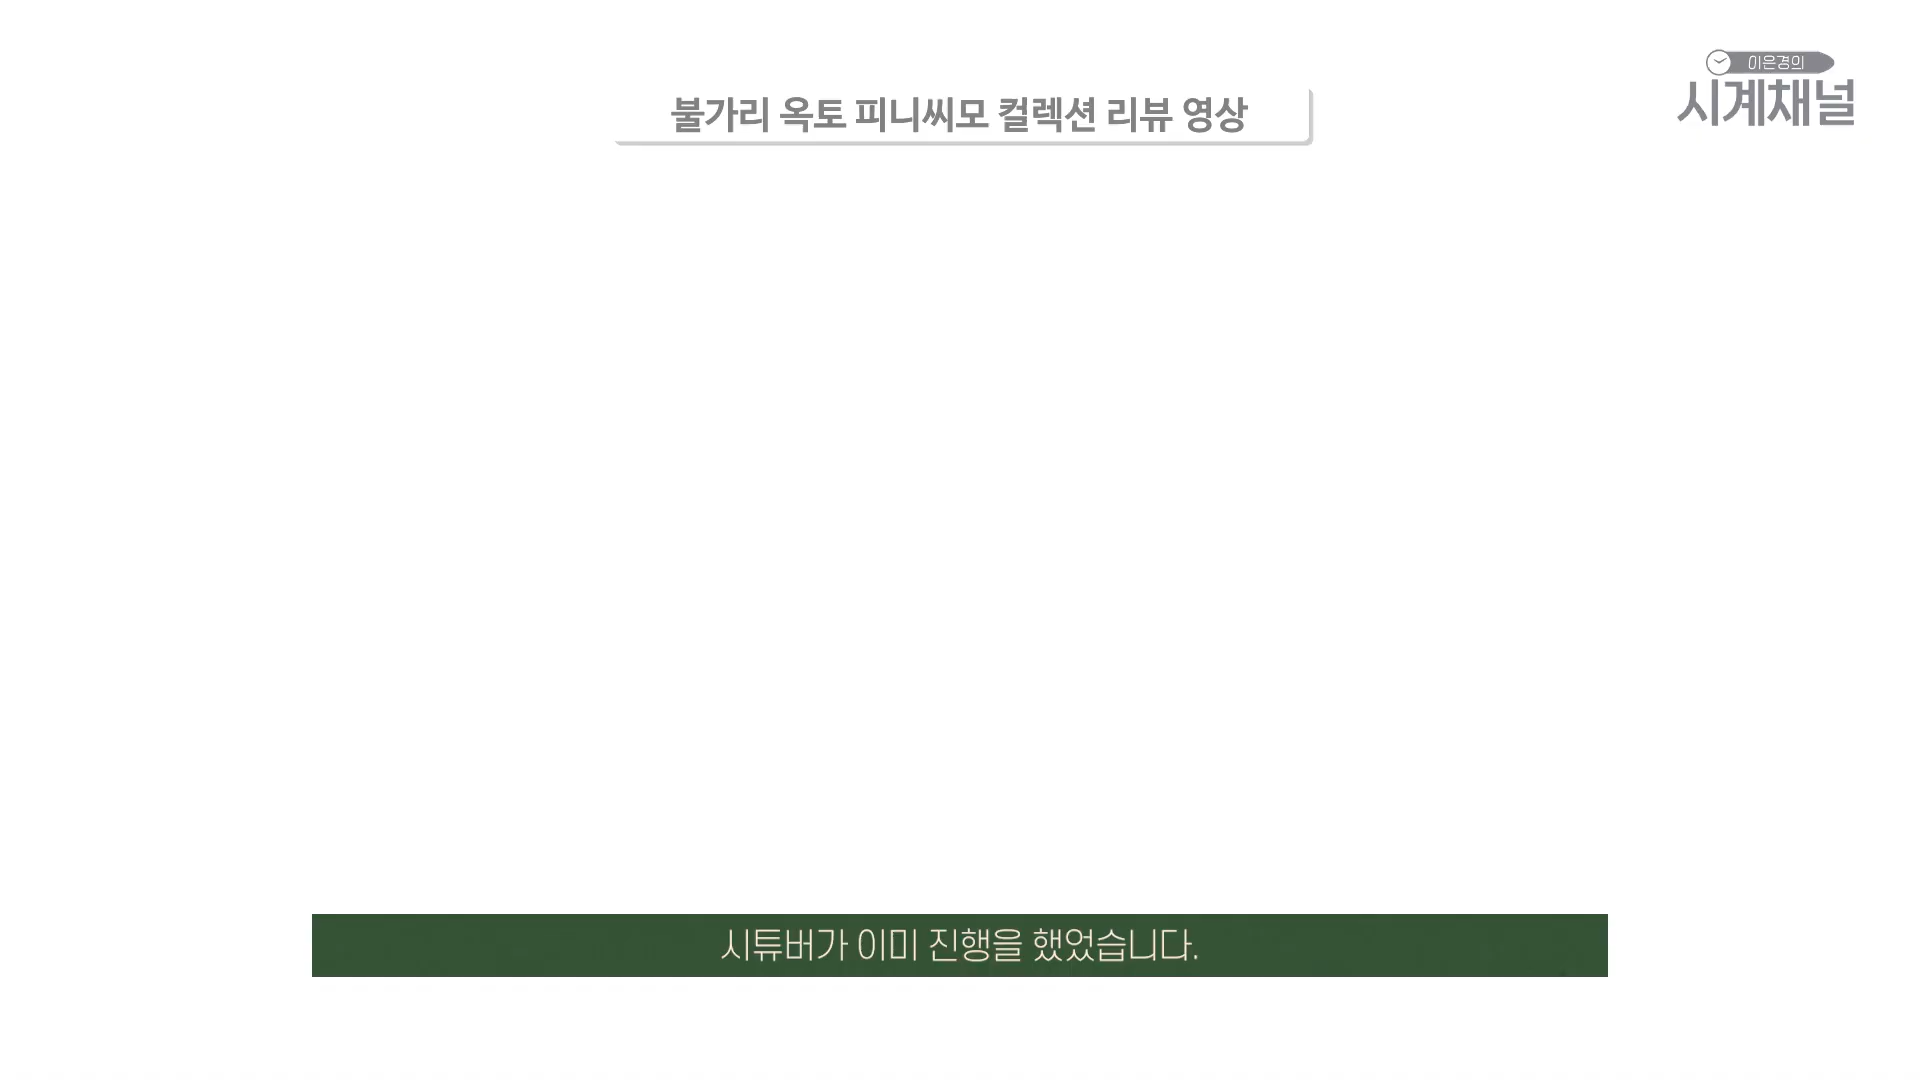 이은경의
시계채널
불가리 옥토 피니씨모 컬렉션 리뷰 영상
시튜버가 이미 진행을 했었습니다.